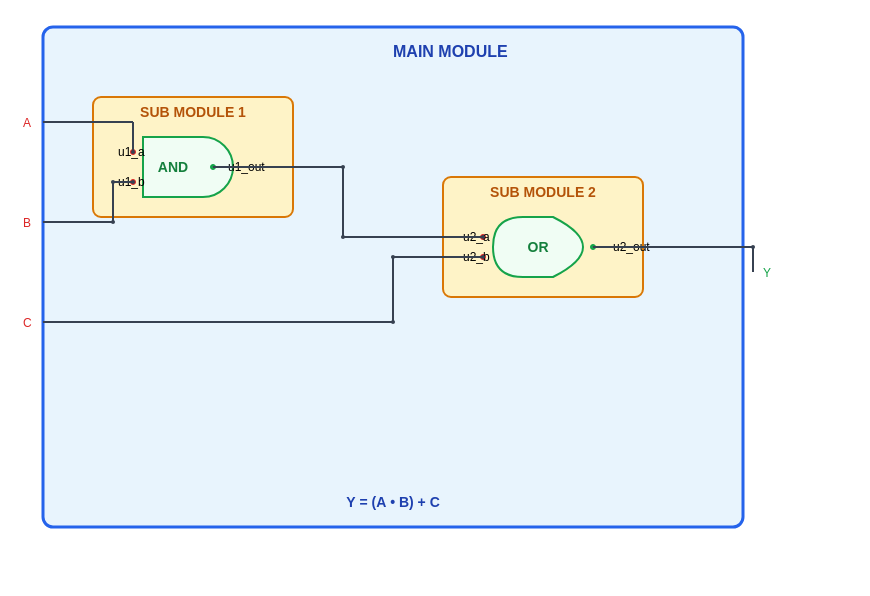 MAIN MODULE
SUB MODULE 1
A
u1_a
AND
u1_out
u1_b
SUB MODULE 2
B
u2_a
OR
u2_out
u2_b
Y
C
Y = (A • B) + C